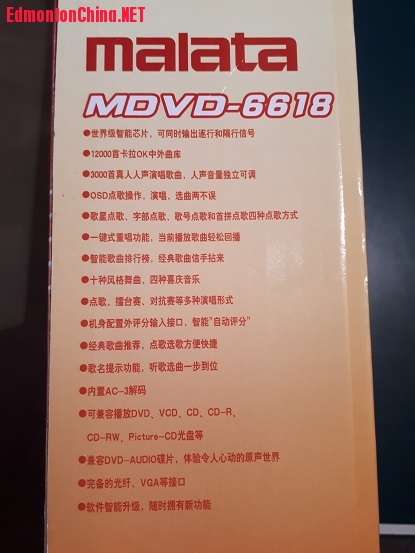 EdmontonChina.NET
malata
MDVD-6618
●世界级智能芯片，可同时输出逐行和隔行信号
●12000首卡拉OK中外曲库
●3000首真人人声演唱歌曲，人声音量独立可调
●OSD点歌操作，演唱、选曲两不误
●歌星点歌、字部点歌、歌号点歌和首拼点歌四种点歌方式
●一键式重唱功能，当前播放歌曲轻松回播
●智能歌曲排行榜，经典歌曲信手拈来
●十种风格舞曲，四种喜庆音乐
●点歌、擂台赛、对抗赛等多种演唱形式
●机身配置外评分输入接口，智能"自动评分"
●经典歌曲推荐，点歌选歌方便快捷
●歌名提示功能，听歌选曲一步到位
●内置AC-3解码
●可兼容播放DVD、VCD、CD、CD-R、
CD-RW、Picture-CD光盘等
●兼容DVD-AUDIO碟片，体验令人心动的原声世界
●完备的光纤，VGA等接口
●软件智能升级，随时拥有新功能